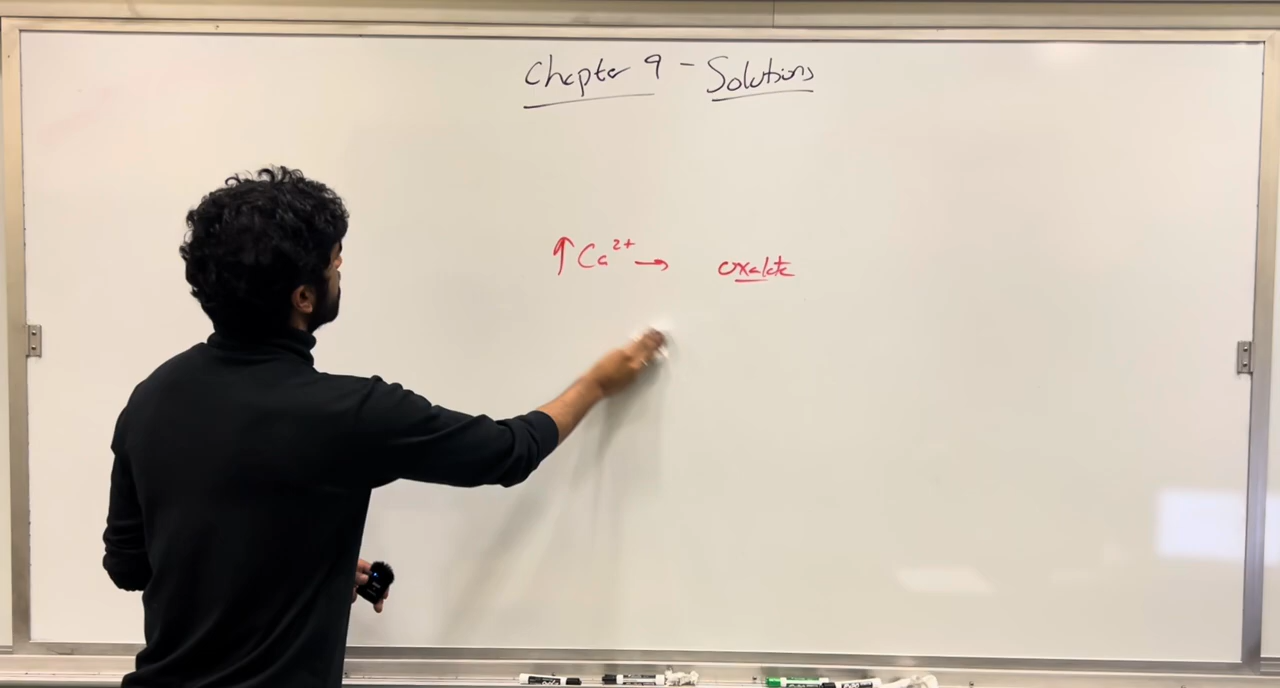 Chapter 9 - Solutions
↑ Ca²⁺ → oxalate